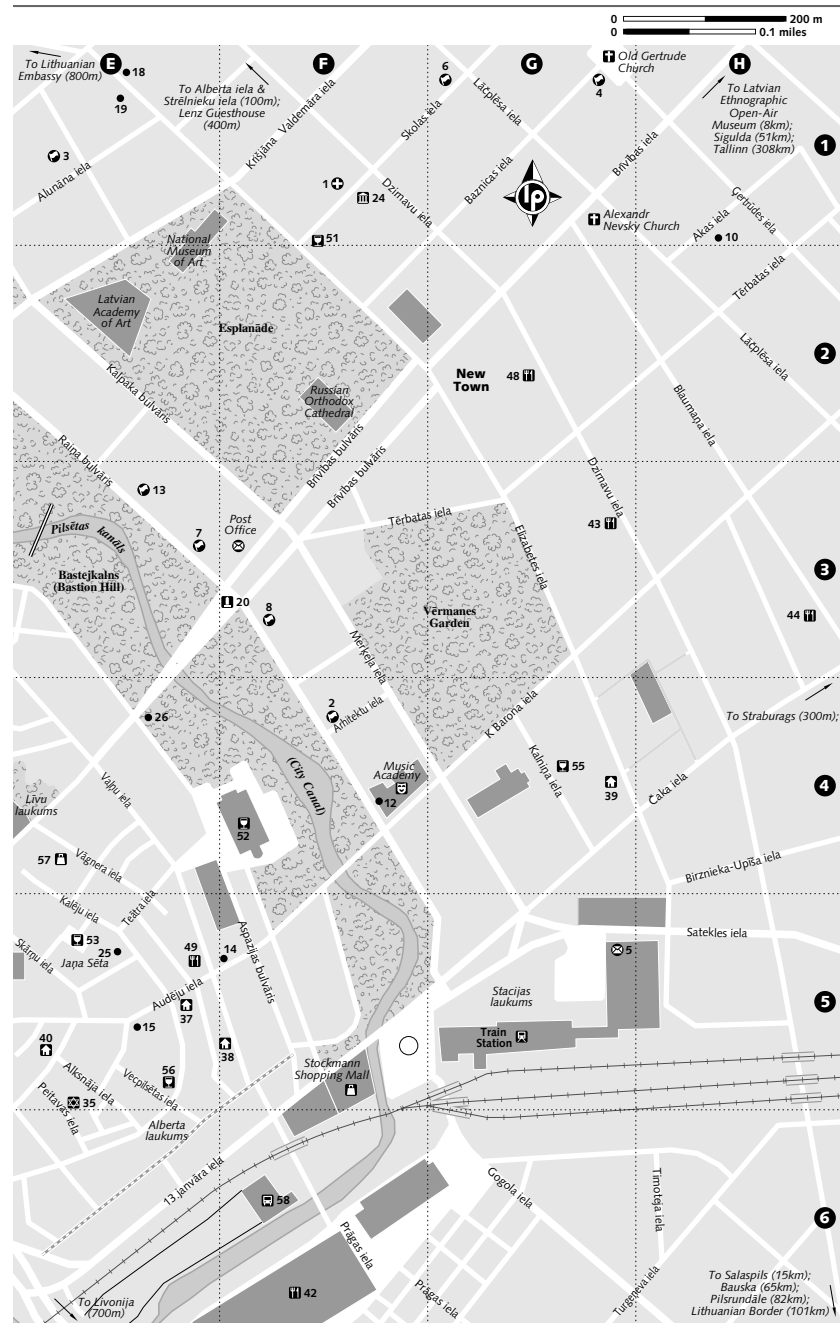 0 200 m
0 0.1 miles
E
F
G
H
To Lithuanian
Embassy (800m)
18
19
To Alberta iela &
Strēlnieku iela (100m);
Lenz Guesthouse
(400m)
6
4
Old Gertrude
Church
To Latvian
Ethnographic
Open-Air
Museum (8km);
Sigulda (51km);
Tallinn (308km)
1
3
Alunāna iela
Krišjāna Valdemāra iela
Skolas iela
Lāčplēsa iela
Baznīcas iela
Brīvības iela
1
24
Dzirnavu iela
lp
51
Alexandr
Nevsky Church
Akas iela
Ģertrūdes iela
10
National
Museum
of Art
Tērbatas iela
Latvian
Academy
of Art
Esplanāde
Lāčplēsa iela
2
Kalpaka bulvāris
Russian
Orthodox
Cathedral
New
Town
48
Blaumaņa iela
Raiņa bulvāris
Brīvības bulvāris
Brīvības bulvāris
Dzirnavu iela
13
Pilsētas kanāls
7
Post
Office
Tērbatas iela
Elizabetes iela
43
Bastejkalns
(Bastion Hill)
20
8
Vērmanes
Garden
44
3
Merķeļa iela
26
2
Arhitektu iela
K Barona iela
To Straburags (300m);
Kalniņa iela
55
39
Čaka iela
4
Vaļņu iela
(City Canal)
Music
Academy
12
Līvu
laukums
52
57
Vāgnera iela
Teātra iela
Birznieka-Upīša iela
Kalēju iela
Skārņu iela
53
25
Jaņa Sēta
49
14
Aspazijas bulvāris
Satekles iela
5
Audēju iela
37
Stacijas
laukums
Train
Station
5
15
38
40
Alksnāja iela
56
Vecpilsētas iela
Stockmann
Shopping Mall
Peitavas iela
35
Alberta
laukums
13 janvāra iela
58
Gogoļa iela
Timoteja iela
6
Prāgas iela
42
Prāgas iela
Turgeņeva iela
To Livonija
(700m)
To Salaspils (15km);
Bauska (65km);
Pilsrundāle (82km);
Lithuanian Border (101km)